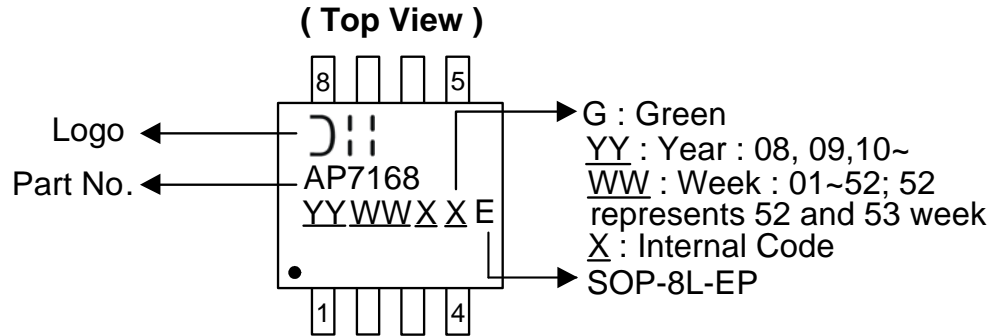 ( Top View )
8 5
Logo
Part No.
AP7168
YYWWX X E
G : Green
YY : Year : 08, 09,10~
WW : Week : 01~52; 52
represents 52 and 53 week
X : Internal Code
SOP-8L-EP
1 4